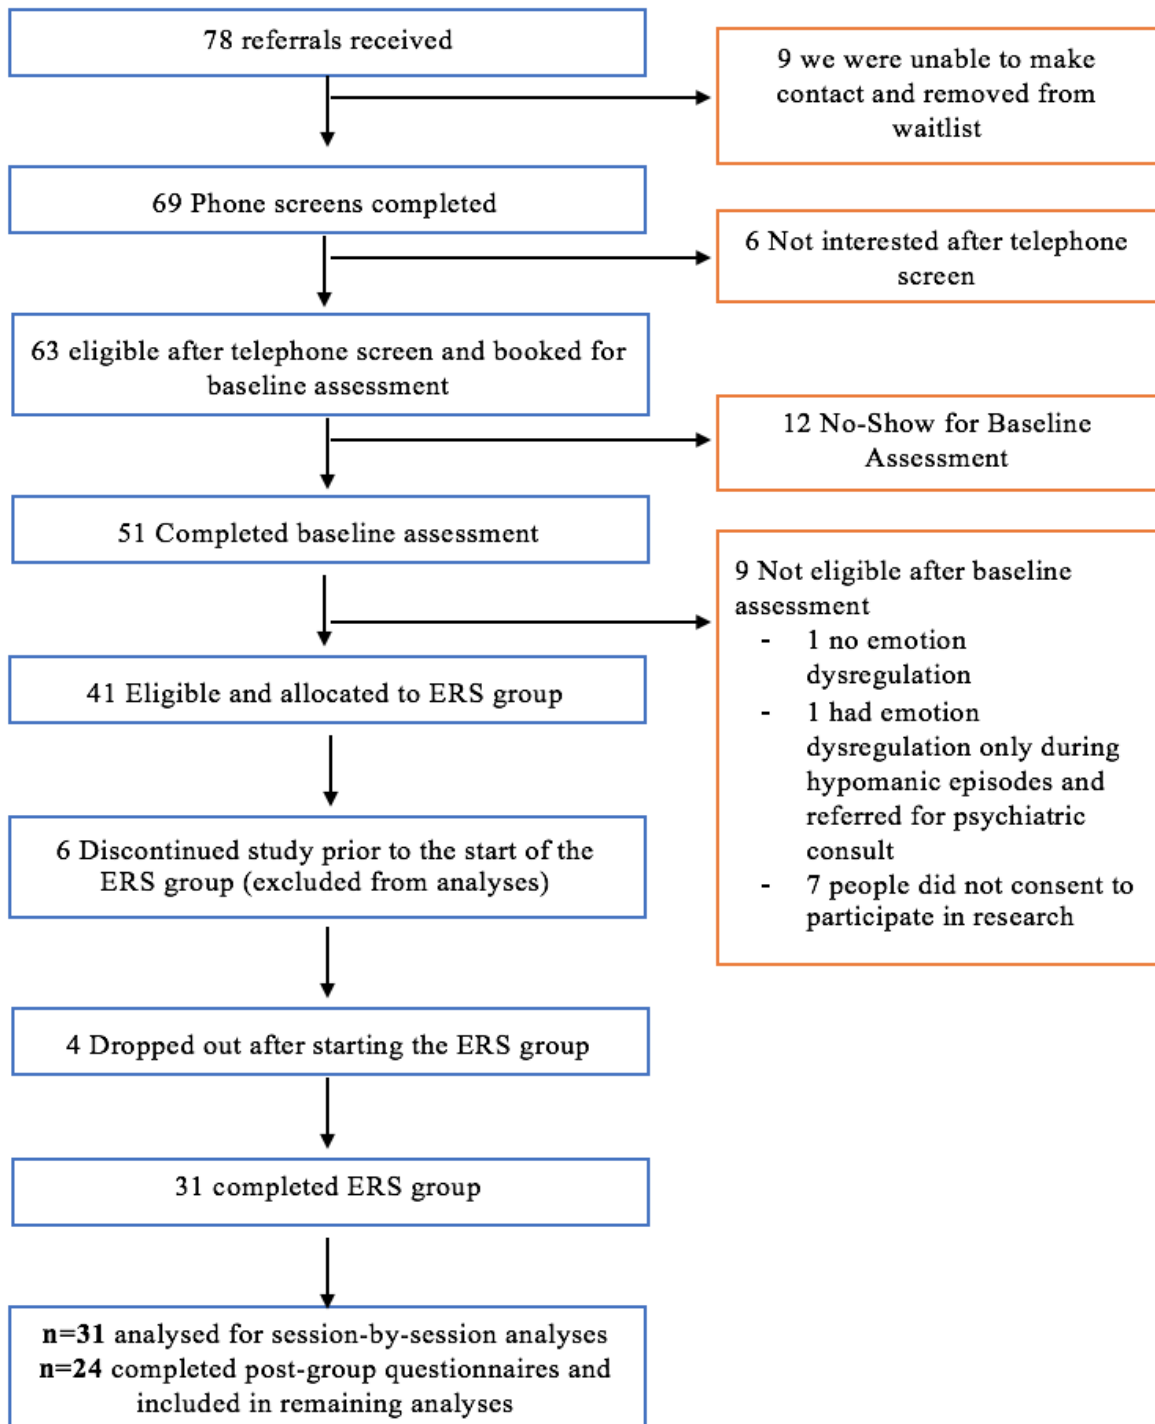 78 referrals received
9 we were unable to make
contact and removed from
waitlist
69 Phone screens completed
6 Not interested after telephone
screen
63 eligible after telephone screen and booked for
baseline assessment
12 No-Show for Baseline
Assessment
51 Completed baseline assessment
9 Not eligible after baseline
assessment
- 1 no emotion
dysregulation
- 1 had emotion
dysregulation only during
hypomanic episodes and
referred for psychiatric
consult
- 7 people did not consent to
participate in research
41 Eligible and allocated to ERS group
6 Discontinued study prior to the start of the
ERS group (excluded from analyses)
4 Dropped out after starting the ERS group
31 completed ERS group
n=31 analysed for session-by-session analyses
n=24 completed post-group questionnaires and
included in remaining analyses